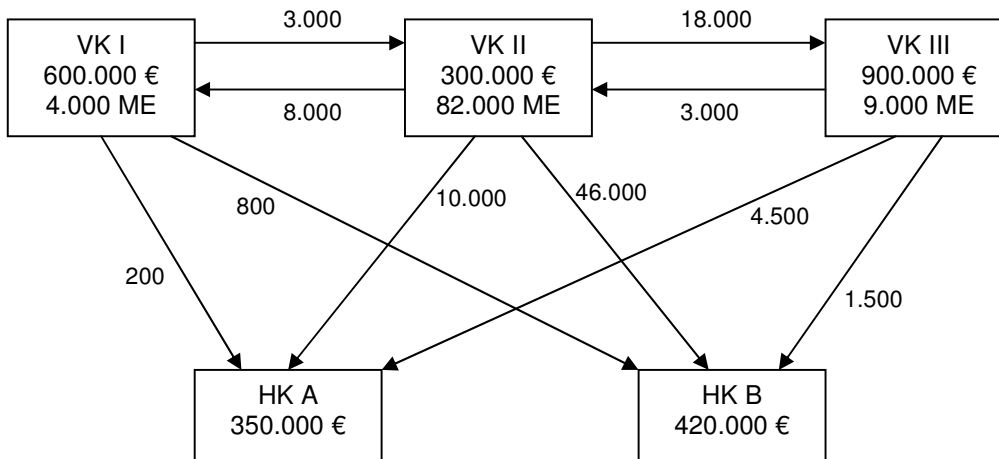 3.000
18.000
VK I
600.000 €
4.000 ME
VK II
300.000 €
82.000 ME
VK III
900.000 €
9.000 ME
8.000
3.000
800
10.000
46.000
4.500
200
1.500
HK A
350.000 €
HK B
420.000 €